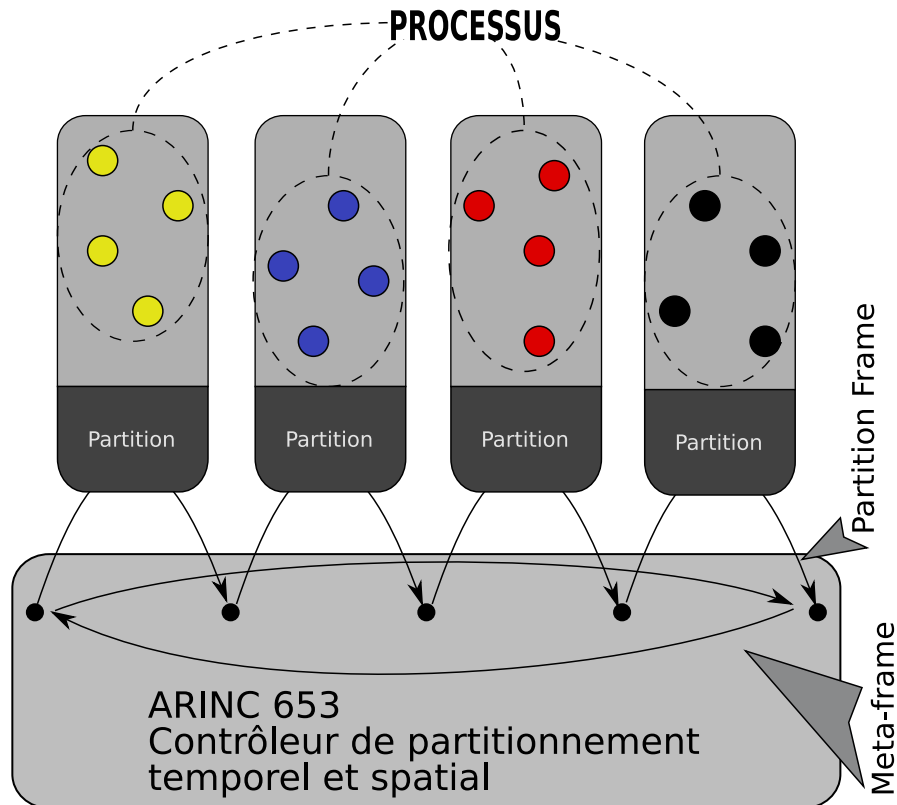 PROCESSUS
Partition
Partition
Partition
Partition
Partition Frame
Meta-frame
ARINC 653
Contrôleur de partitionnement
temporel et spatial